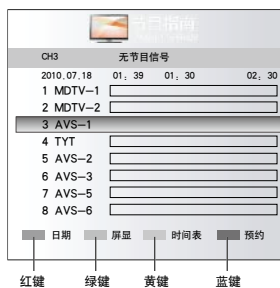 节目指南
CH3 无节目信号
2010.07.18 01：39 01：30 02：30
1 MDTV—1
2 MDTV—2
3 AVS—1
4 TYT
5 AVS—2
6 AVS—3
7 AVS—5
8 AVS—6
日期 屏显 时间表 预约
红键 绿键 黄键 蓝键